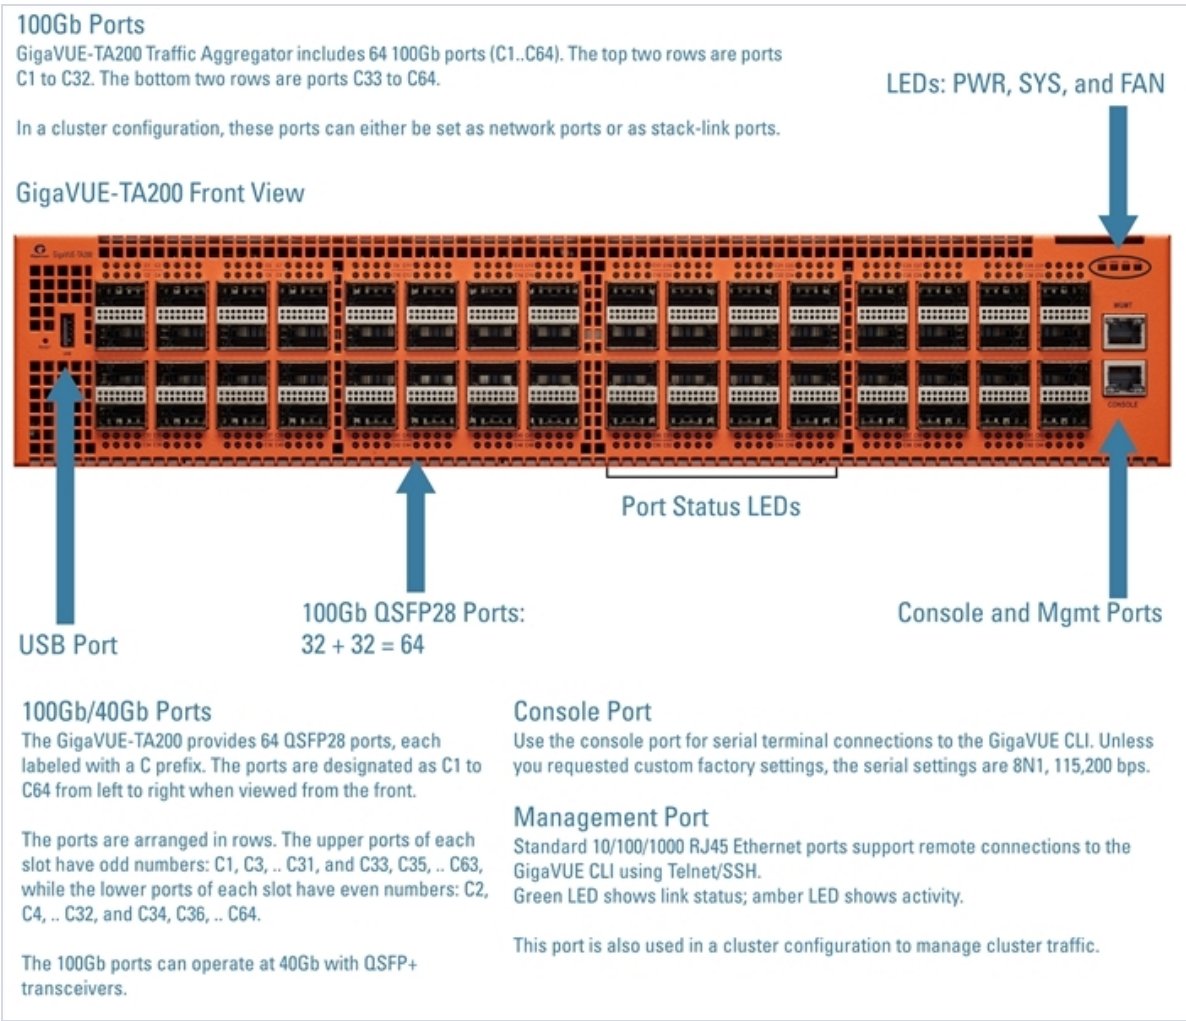 100Gb Ports
GigaVUE-TA200 Traffic Aggregator includes 64 100Gb ports (C1..C64). The top two rows are ports
C1 to C32. The bottom two rows are ports C33 to C64.
In a cluster configuration, these ports can either be set as network ports or as stack-link ports.
LEDs: PWR, SYS, and FAN
GigaVUE-TA200 Front View
GigaVUE-TA200
MGMT
RESET
USB
CONSOLE
Port Status LEDs
100Gb QSFP28 Ports:
32 + 32 = 64
Console and Mgmt Ports
USB Port
100Gb/40Gb Ports
The GigaVUE-TA200 provides 64 QSFP28 ports, each
labeled with a C prefix. The ports are designated as C1 to
C64 from left to right when viewed from the front.
The ports are arranged in rows. The upper ports of each
slot have odd numbers: C1, C3, .. C31, and C33, C35, .. C63,
while the lower ports of each slot have even numbers: C2,
C4, .. C32, and C34, C36, .. C64.
The 100Gb ports can operate at 40Gb with QSFP+
transceivers.
Console Port
Use the console port for serial terminal connections to the GigaVUE CLI. Unless
you requested custom factory settings, the serial settings are 8N1, 115,200 bps.
Management Port
Standard 10/100/1000 RJ45 Ethernet ports support remote connections to the
GigaVUE CLI using Telnet/SSH.
Green LED shows link status; amber LED shows activity.
This port is also used in a cluster configuration to manage cluster traffic.